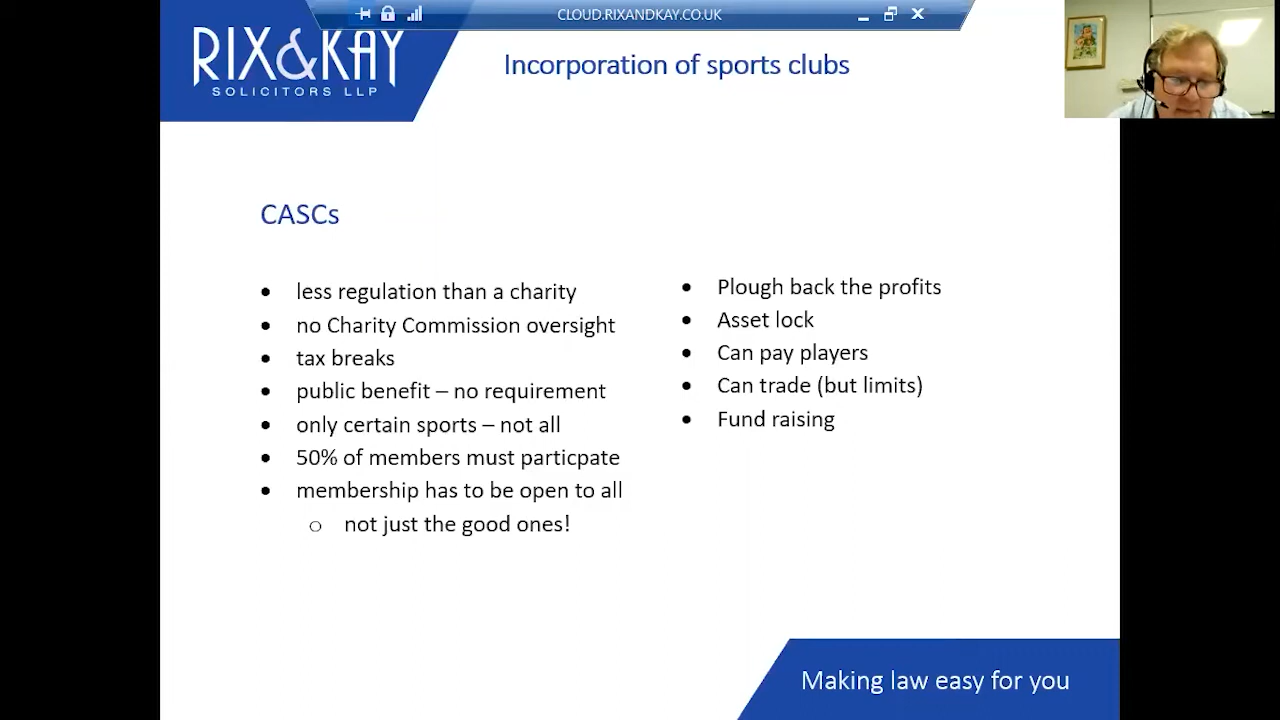 CLOUD.RIXANDKAY.CO.UK
RIX&KAY
SOLICITORS LLP
Incorporation of sports clubs
CASCs
less regulation than a charity
no Charity Commission oversight
tax breaks
public benefit – no requirement
only certain sports – not all
50% of members must particpate
membership has to be open to all
not just the good ones!
Plough back the profits
Asset lock
Can pay players
Can trade (but limits)
Fund raising
Making law easy for you